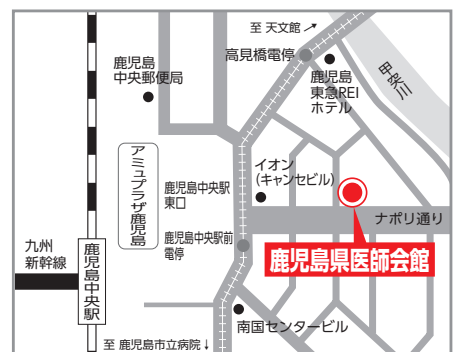 至 天文館
高見橋電停
鹿児島
中央郵便局
鹿児島
東急REI
ホテル
甲突川
アミュプラザ鹿児島
鹿児島中央駅
東口
イオン
(キャンセビル)
ナポリ通り
九州
新幹線
鹿児島中央駅
鹿児島中央駅前
電停
鹿児島県医師会館
南国センタービル
至 鹿児島市立病院↓